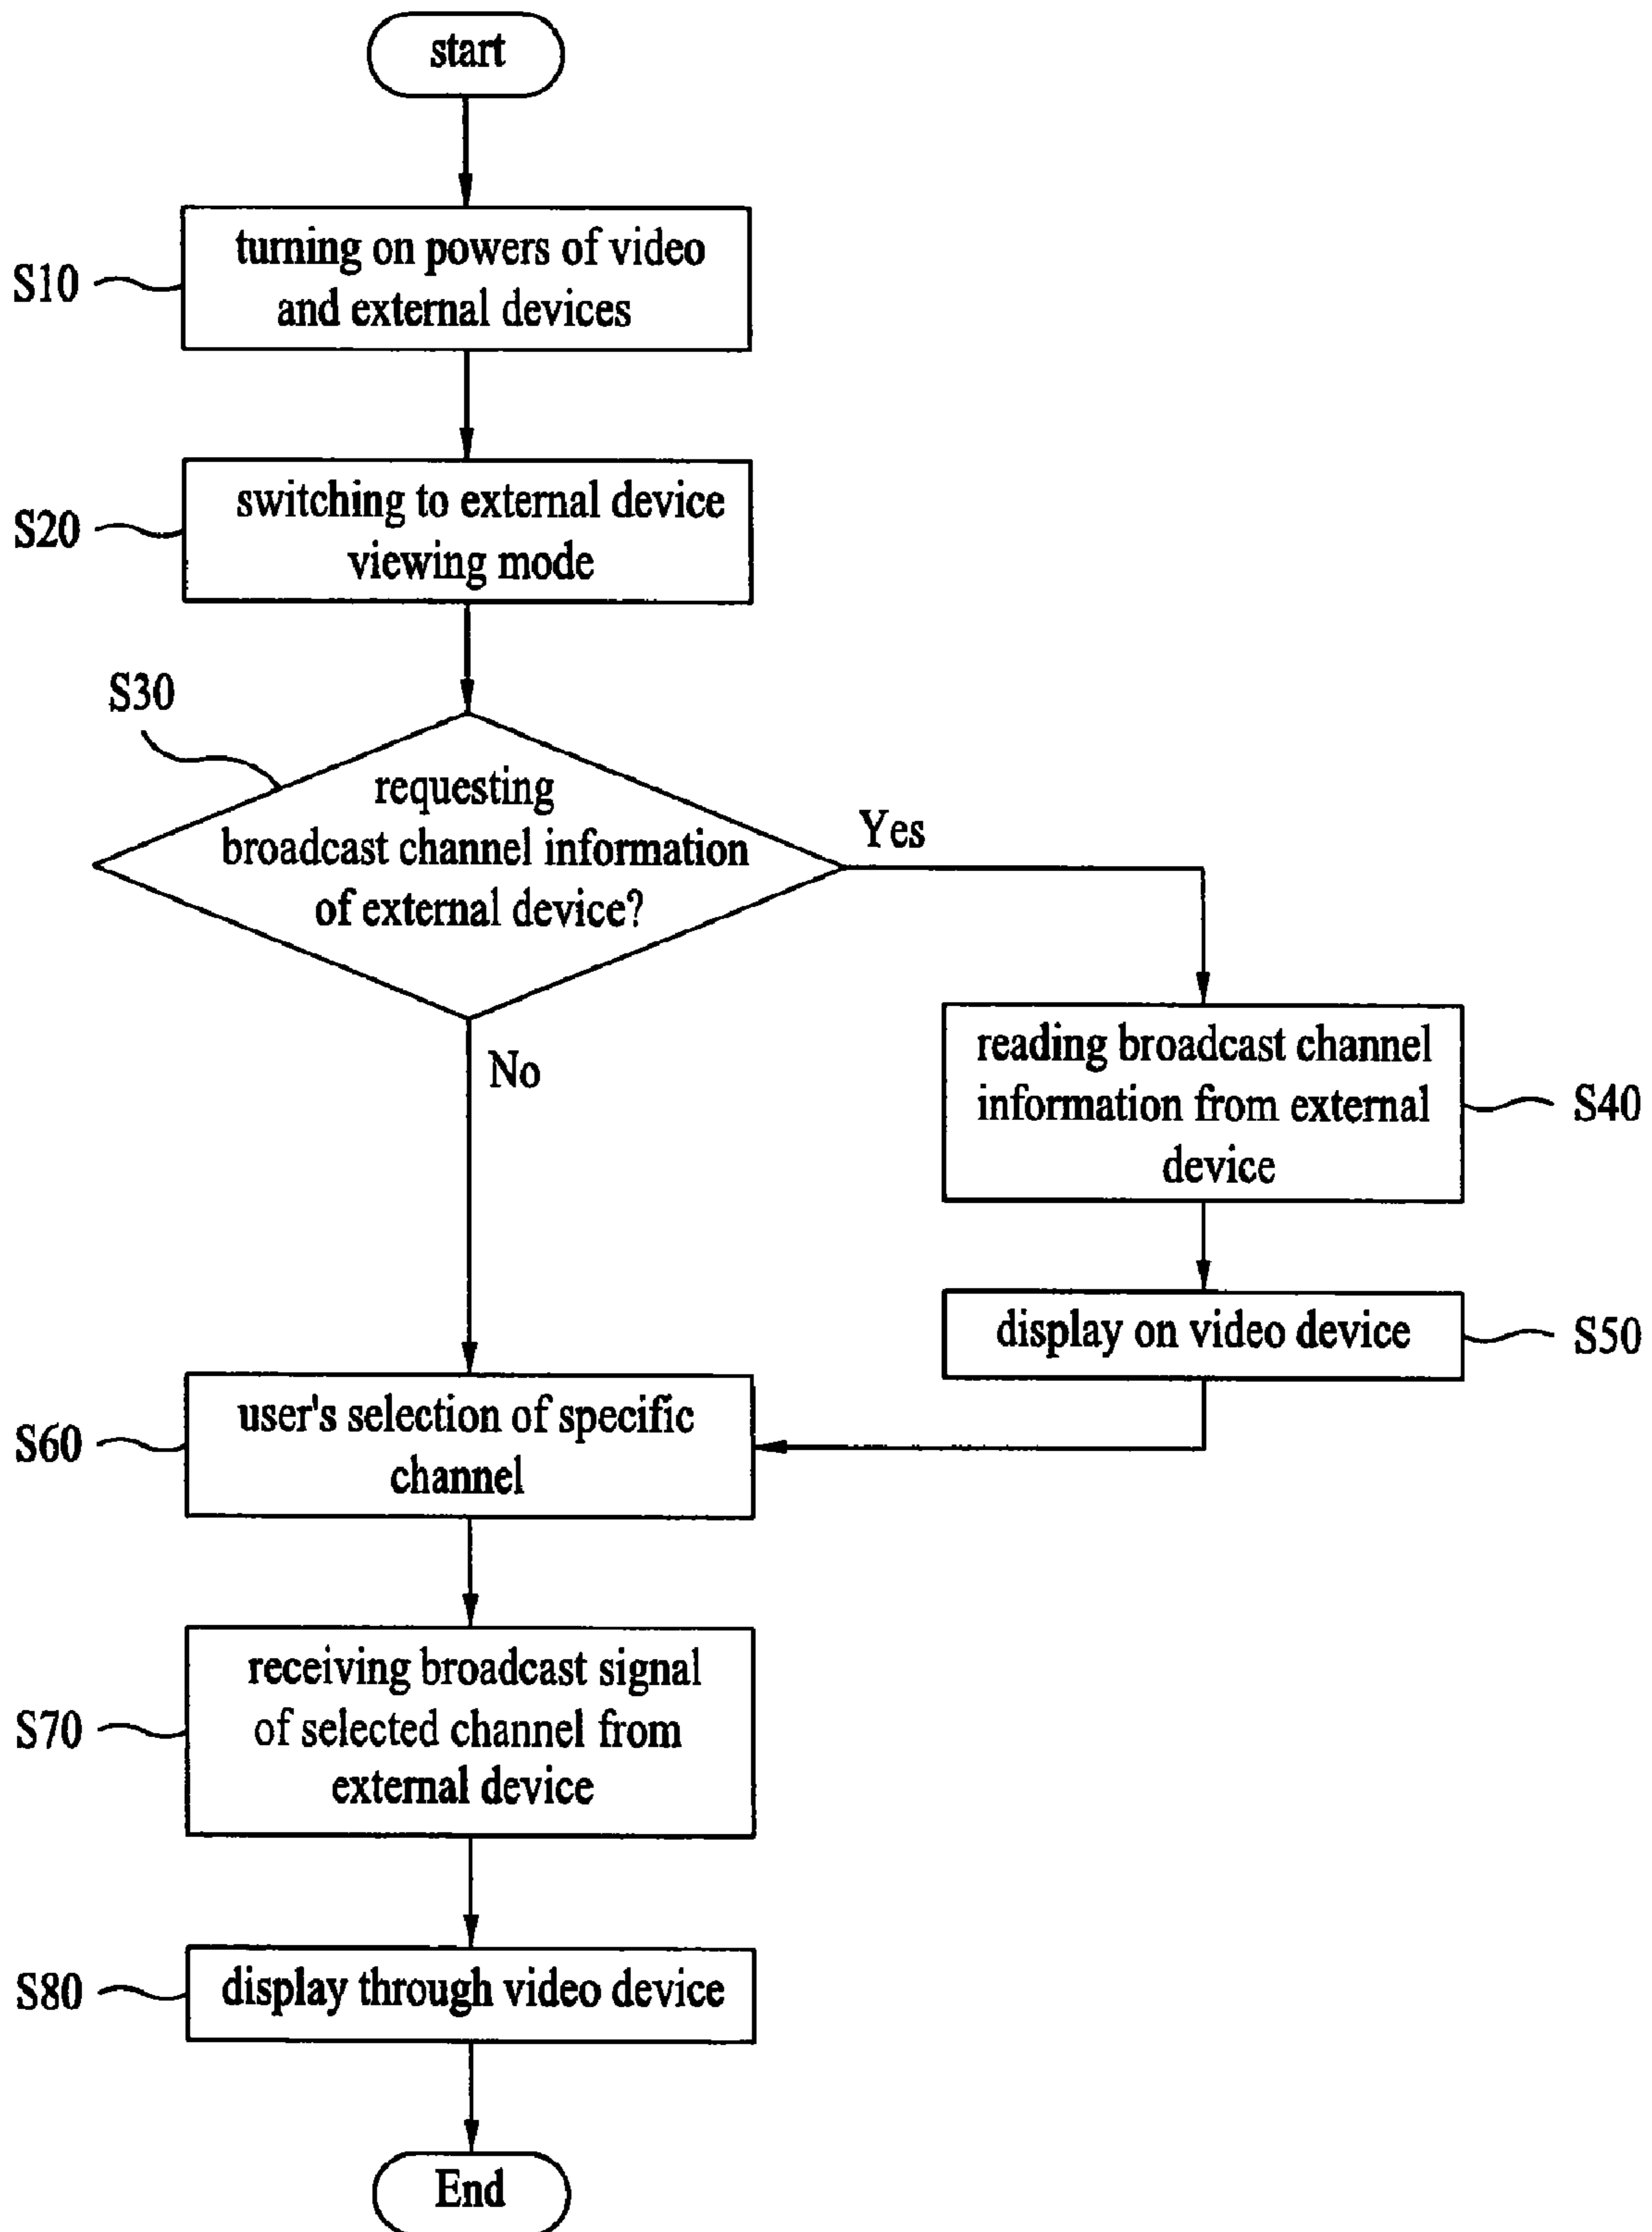 start
S10
turning on powers of video
and external devices
S20
switching to external device
viewing mode
S30
requesting
broadcast channel information
of external device?
Yes
No
reading broadcast channel
information from external
device
S40
display on video device
S50
S60
user's selection of specific
channel
S70
receiving broadcast signal
of selected channel from
external device
S80
display through video device
End